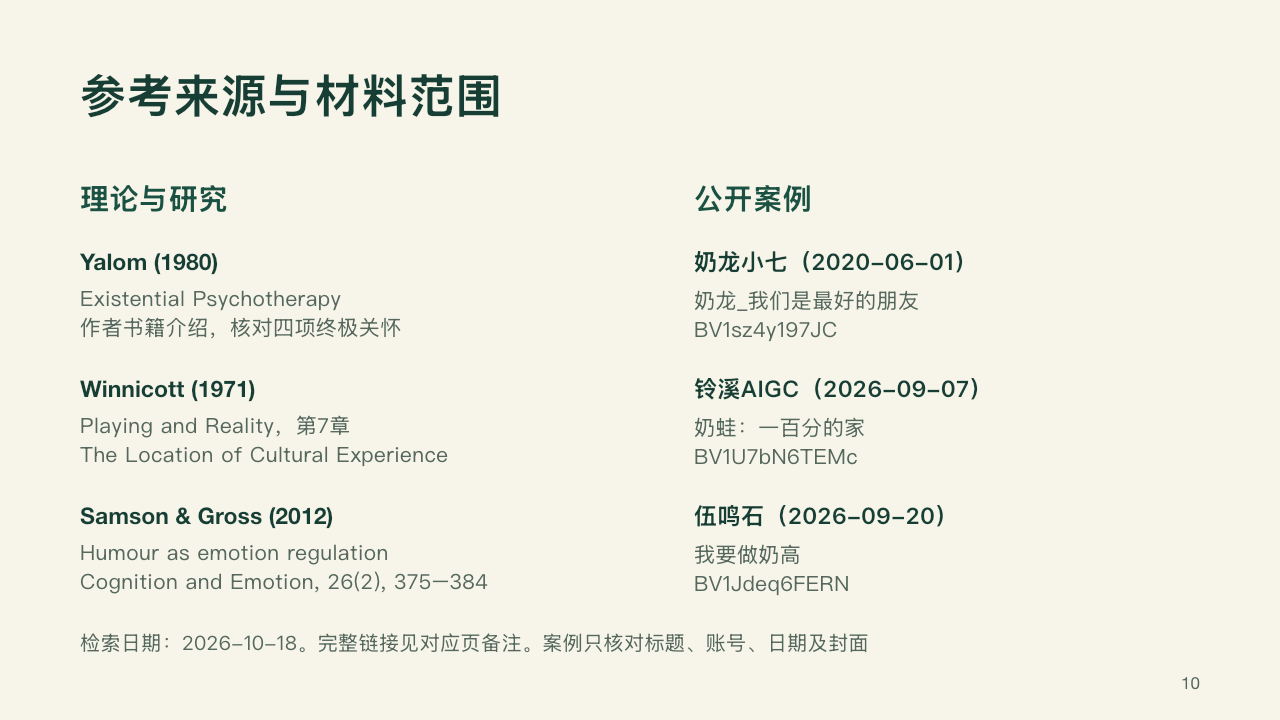 参考来源与材料范围
理论与研究
Yalom (1980)
Existential Psychotherapy
作者书籍介绍，核对四项终极关怀
Winnicott (1971)
Playing and Reality，第7章
The Location of Cultural Experience
Samson & Gross (2012)
Humour as emotion regulation
Cognition and Emotion, 26(2), 375–384
公开案例
奶龙小七（2020-06-01）
奶龙_我们是最好的朋友
BV1sz4y197JC
铃溪AIGC（2026-09-07）
奶蛙：一百分的家
BV1U7bN6TEMc
伍鸣石（2026-09-20）
我要做奶高
BV1Jdeq6FERN
检索日期：2026-10-18。完整链接见对应页备注。案例只核对标题、账号、日期及封面
10